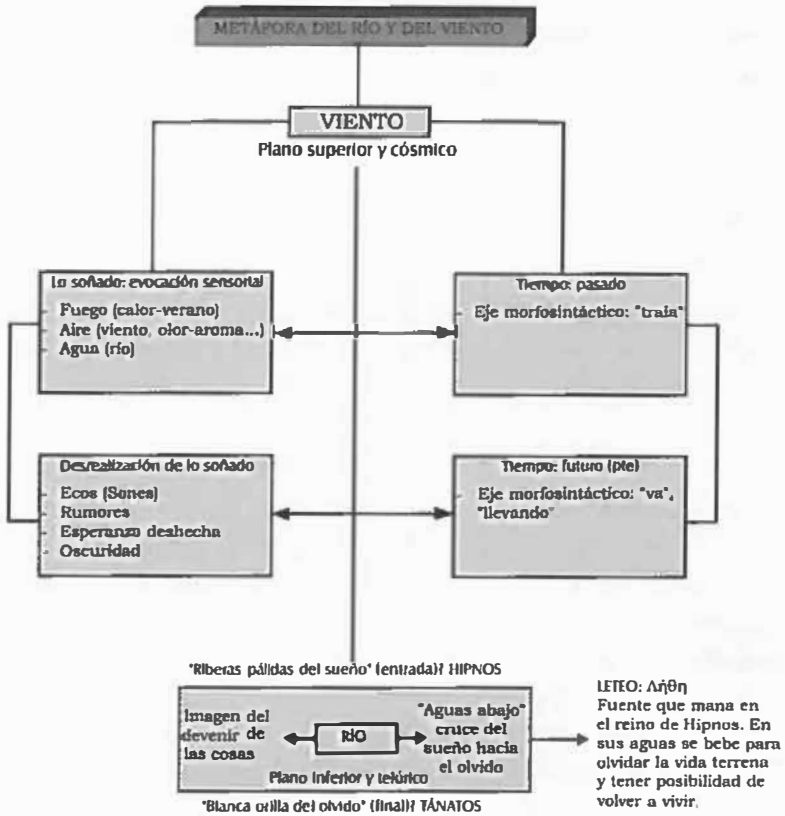 METÁFORA DEL RÍO Y DEL VIENTO
VIENTO
Plano superior y cósmico
Lo soñado: evocación sensorial
- Fuego (calor-verano)
- Aire (viento, olor-aroma...)
- Agua (río)
Tiempo: pasado
- Eje morfosintáctico: "traía"
Desrealización de lo soñado
- Ecos (Sones)
- Rumores
- Esperanza deshecha
- Oscuridad
Tiempo: futuro (pte)
- Eje morfosintáctico: "va",
"llevando"
"Riberas pálidas del sueño" (entrada)? HIPNOS
Imagen del
devenir de
las cosas
RÍO
"Aguas abajo"
cruce del
sueño hacia
el olvido
Plano inferior y telúrico
"Blanca orilla del olvido" (final)? TÁNATOS
LETEO: Λήθη
Fuente que mana en
el reino de Hipnos. En
sus aguas se bebe para
olvidar la vida terrena
y tener posibilidad de
volver a vivir.